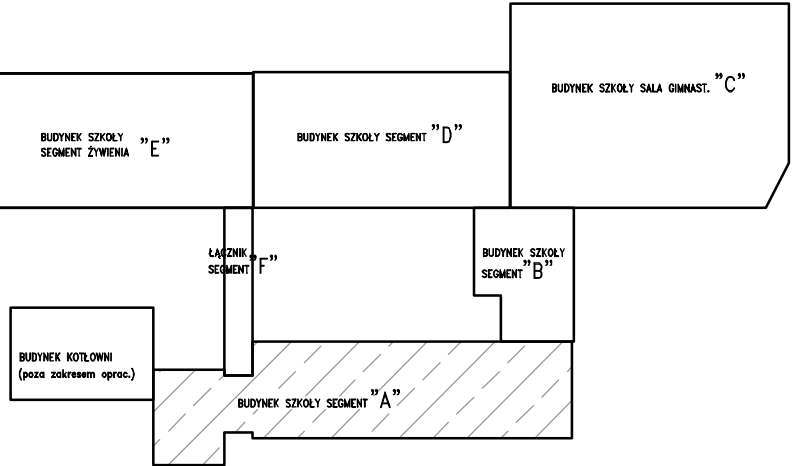 BUDYNEK SZKOŁY SALA GIMNAST. "C"
BUDYNEK SZKOŁY
SEGMENT ŻYWIENIA "E"
BUDYNEK SZKOŁY SEGMENT "D"
ŁĄCZNIK
SEGMENT "F"
BUDYNEK SZKOŁY
SEGMENT "B"
BUDYNEK KOTŁOWNI
(poza zakresem oprac.)
BUDYNEK SZKOŁY SEGMENT "A"